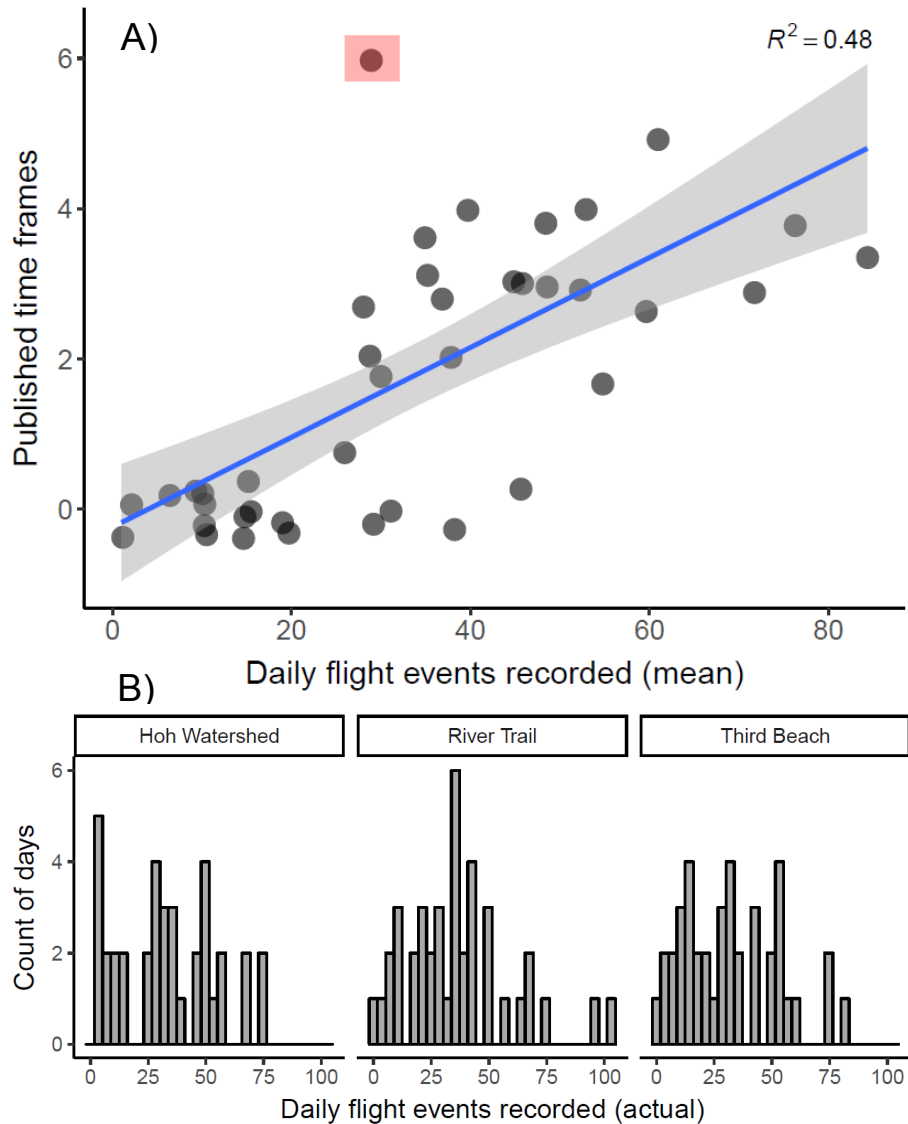 A)
R² = 0.48
Published time frames
6
4
2
0
0 20 40 60 80
Daily flight events recorded (mean)
B)
Hoh Watershed River Trail Third Beach
Count of days
6
4
2
0
0 25 50 75 100 0 25 50 75 100 0 25 50 75 100
Daily flight events recorded (actual)